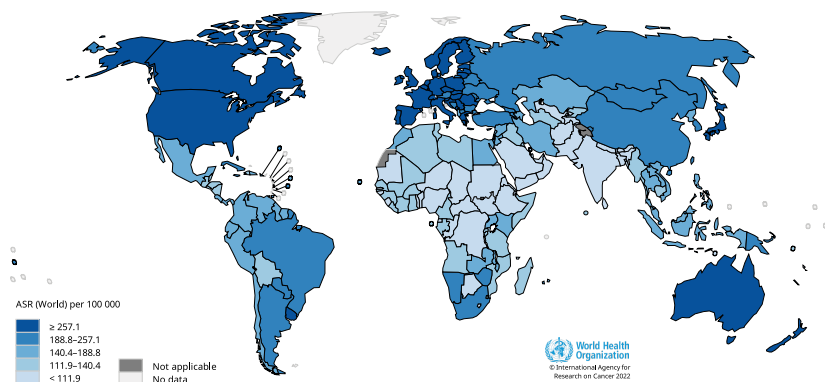 ASR (World) per 100 000
≥ 257.1
188.8–257.1
140.4–188.8
111.9–140.4
< 111.9
Not applicable
No data
World Health
Organization
© International Agency for
Research on Cancer 2022